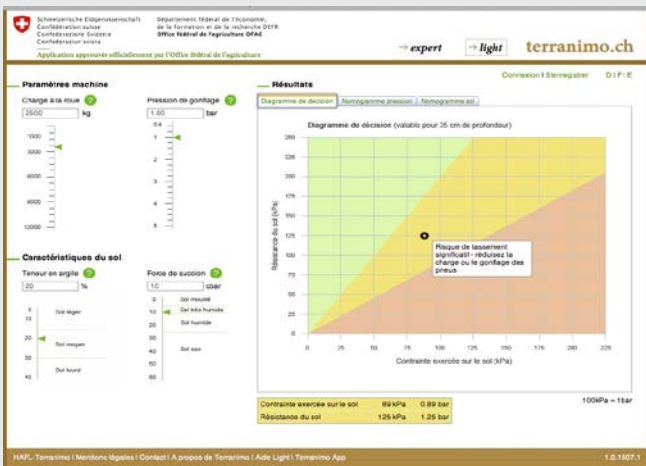 Schweizerische Eidgenossenschaft
Confédération suisse
Confederazione Svizzera
Confederaziun svizra
Département fédéral de l'économie,
de la formation et de la recherche DEFR
Office fédéral de l'agriculture OFAG
Application approuvée officiellement par l'Office fédéral de l'agriculture
→ expert → light terranimo.ch
Connexion | S'enregistrer D | F | E
Paramètres machine
Charge à la roue ? Pression de gonflage ?
2500 kg 1.00 bar
1000
3000
6000
9000
12000
0.4
1
2
3
4
5
Caractéristiques du sol
Teneur en argile ? Force de succion ?
20 % 10 cbar
5
10
20
30
40
Sol léger
Sol moyen
Sol lourd
0
10
20
30
40
50
60
Sol mouillé
Sol très humide
Sol humide
Sol sec
Résultats
Diagramme de décision Nomogramme pression Nomogramme sol
Diagramme de décision (valable pour 35 cm de profondeur)
Résistance du sol (kPa)
250
225
200
175
150
125
100
75
50
25
0
Risque de tassement
significatif - réduisez la
charge ou le gonflage des
pneus
0 25 50 75 100 125 150 175 200 225
Contrainte exercée sur le sol (kPa)
Contrainte exercée sur le sol 89 kPa 0.89 bar
Résistance du sol 125 kPa 1.25 bar
100kPa = 1bar
HAFL-Terranimo | Mentions légales | Contact | A propos de Terranimo | Aide Light | Terranimo App
1.0.1807.1